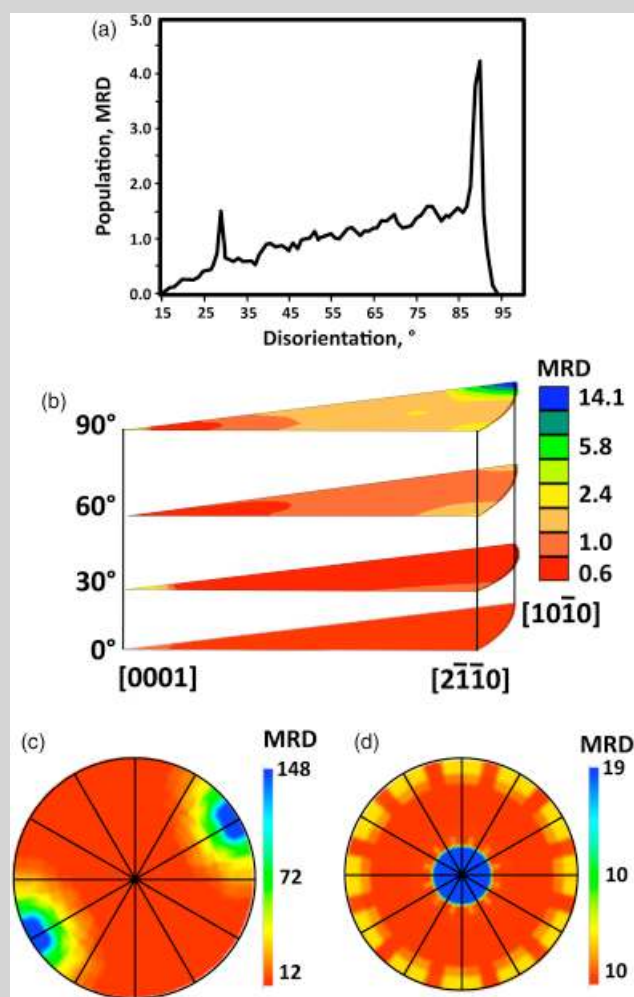 (a)
5.0
4.0
3.0
2.0
1.0
0.0
Population, MRD
15 25 35 45 55 65 75 85 95
Disorientation, °
(b)
90°
60°
30°
0°
[0001]
[2̄1̄10]
[101̄0]
MRD
14.1
5.8
2.4
1.0
0.6
(c)
MRD
148
72
12
(d)
MRD
19
10
10